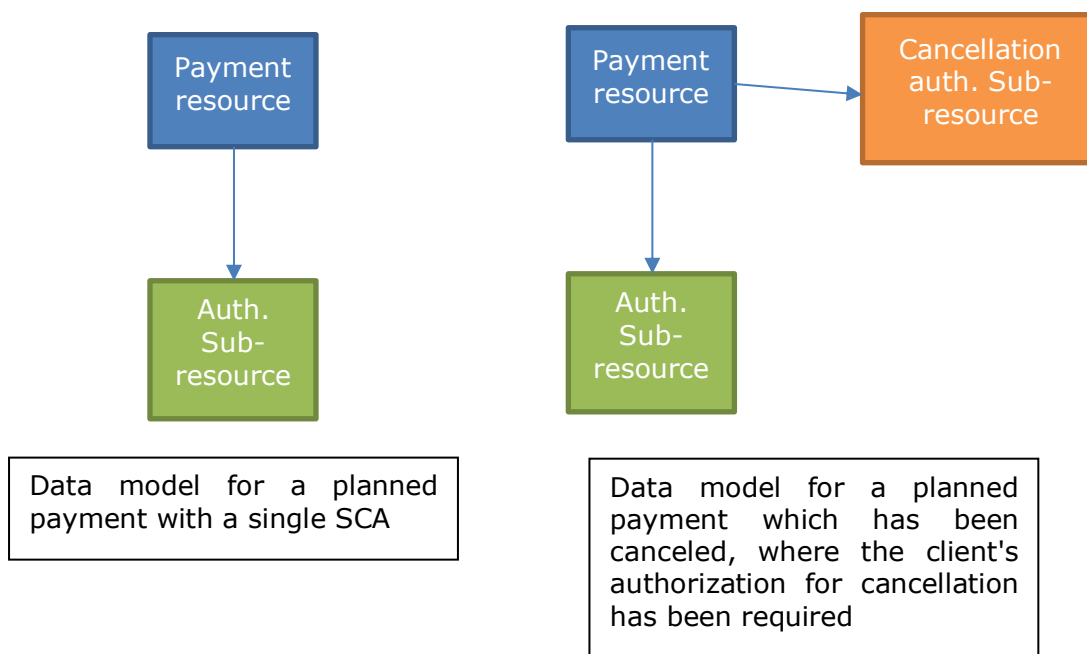 Payment
resource
Auth.
Sub-
resource
Data model for a planned
payment with a single SCA
Payment
resource
Cancellation
auth. Sub-
resource
Auth.
Sub-
resource
Data model for a planned
payment which has been
canceled, where the client's
authorization for cancellation
has been required